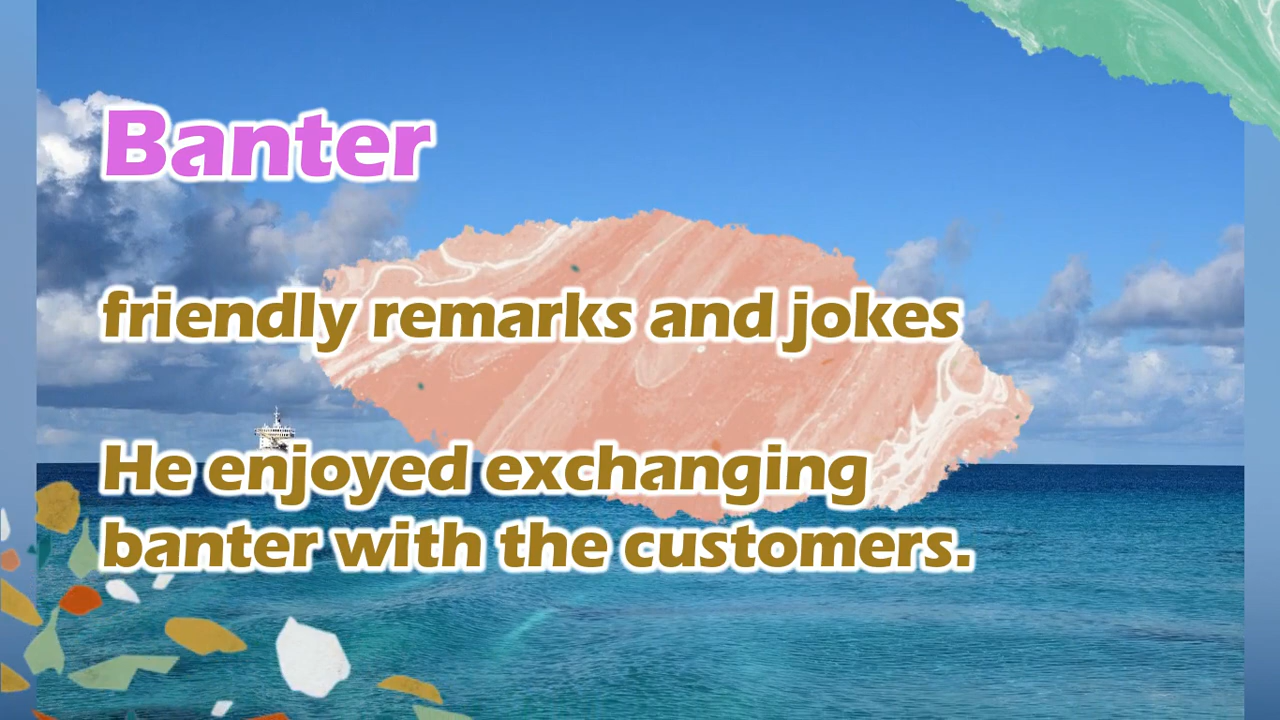 Banter
friendly remarks and jokes
He enjoyed exchanging
banter with the customers.